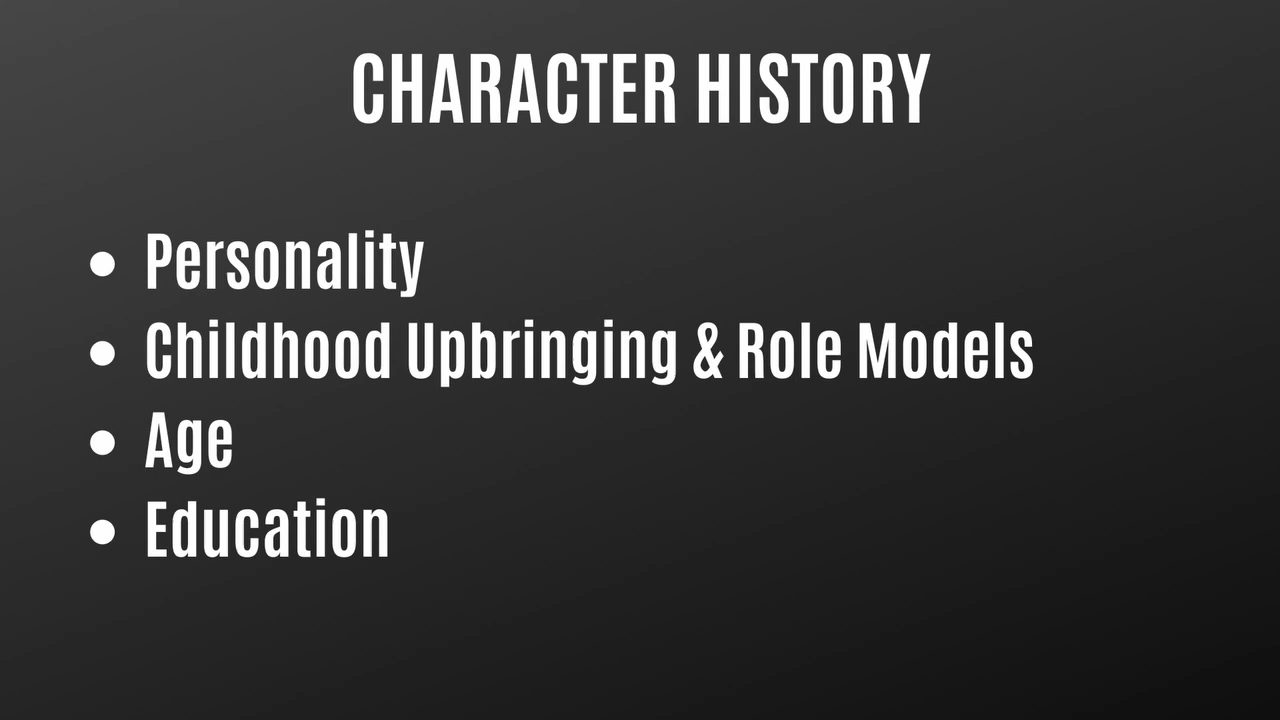 CHARACTER HISTORY
• Personality
• Childhood Upbringing & Role Models
• Age
• Education